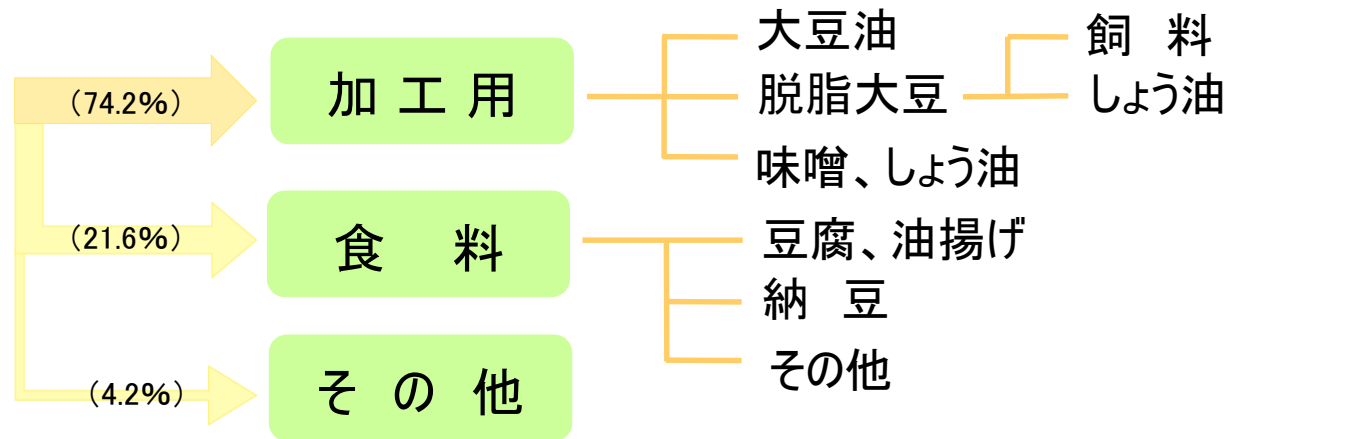 (74.2%)
加 工 用
大豆油
脱脂大豆
味噌、しょう油
飼　料
しょう油
(21.6%)
食　料
豆腐、油揚げ
納　豆
その他
(4.2%)
そ の 他